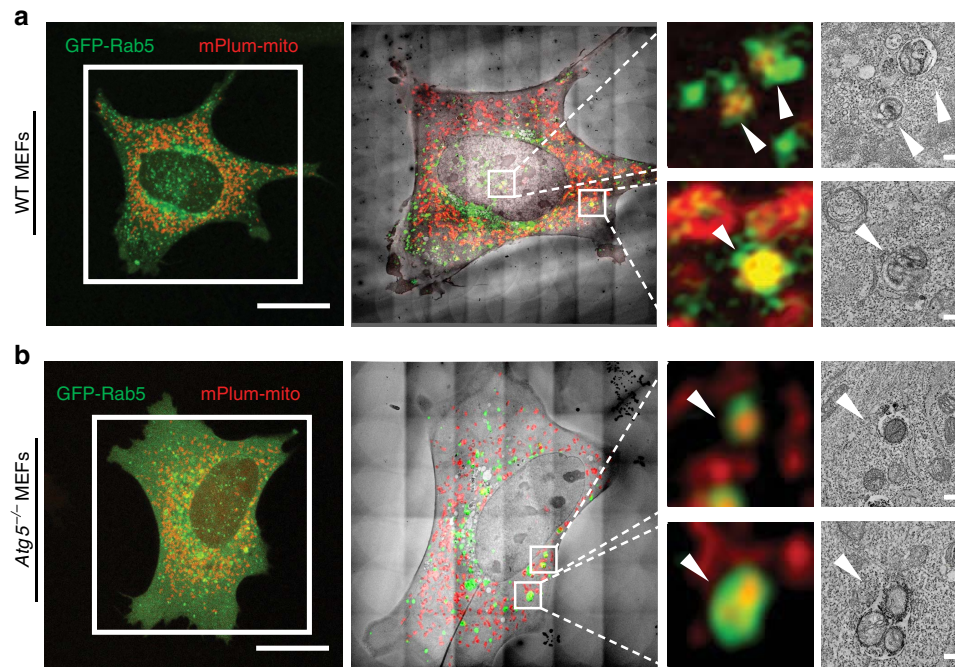 a
WT MEFs
GFP-Rab5 mPlum-mito
b
Atg5−/− MEFs
GFP-Rab5 mPlum-mito